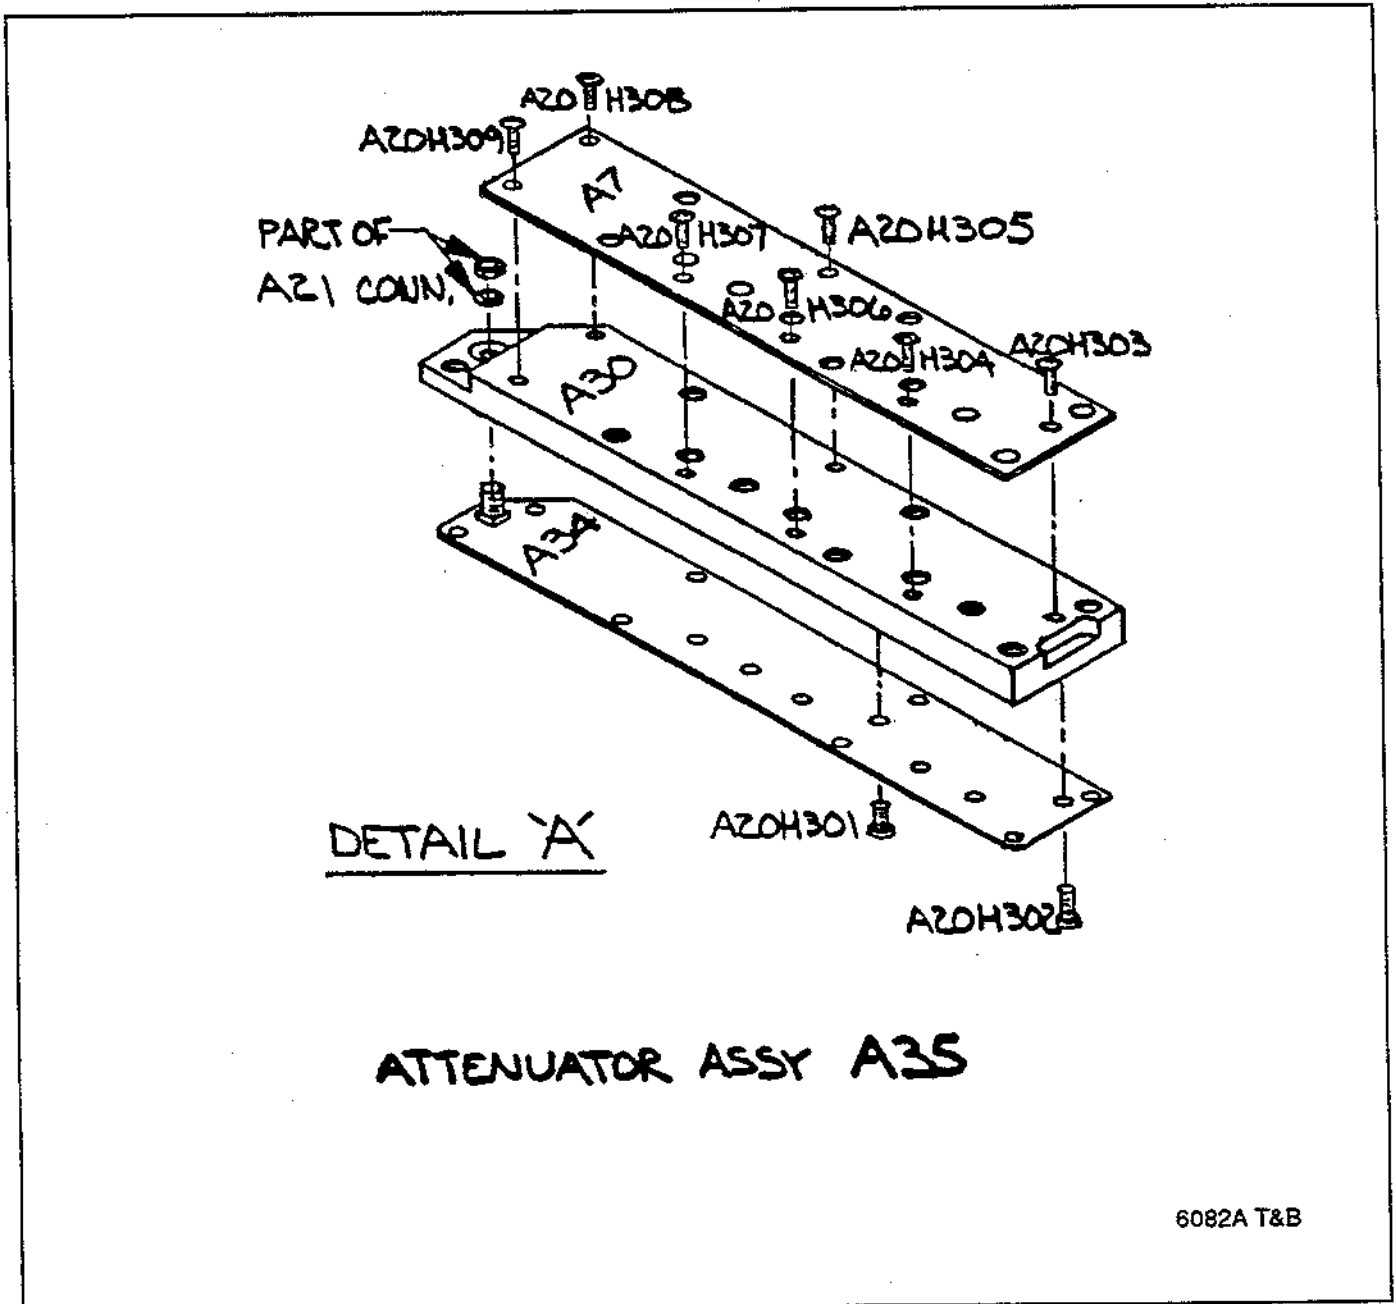 A20 H308
A20H309
A7
PART OF
A21 CONN.
A20 H307
A20H305
A20 H306
A20 H304
A20H303
A30
A34
A20H301
DETAIL 'A'
A20H302
ATTENUATOR ASSY A35
6082A T&B